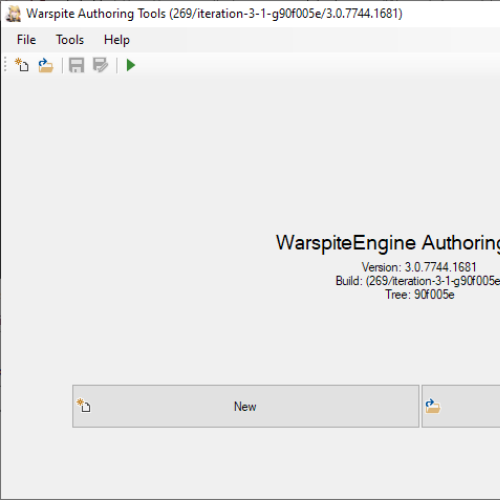 Warspite Authoring Tools (269/iteration-3-1-g90f005e/3.0.7744.1681)
File Tools Help
WarspiteEngine Authoring
Version: 3.0.7744.1681
Build: (269/iteration-3-1-g90f005e
Tree: 90f005e
New